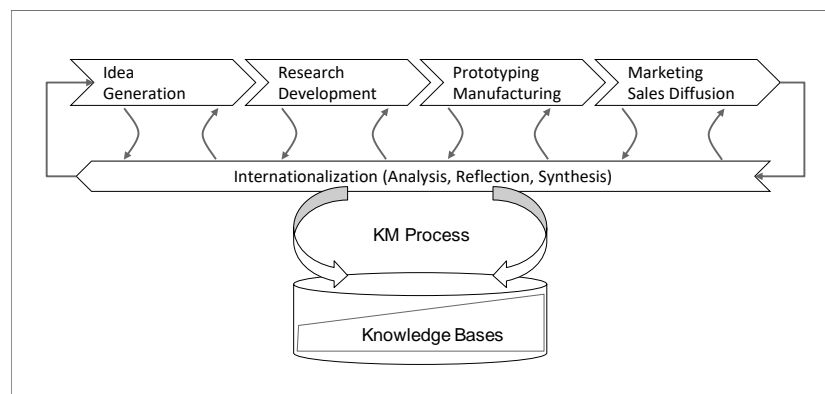 Idea
Generation
Research
Development
Prototyping
Manufacturing
Marketing
Sales Diffusion
Internationalization (Analysis, Reflection, Synthesis)
KM Process
Knowledge Bases